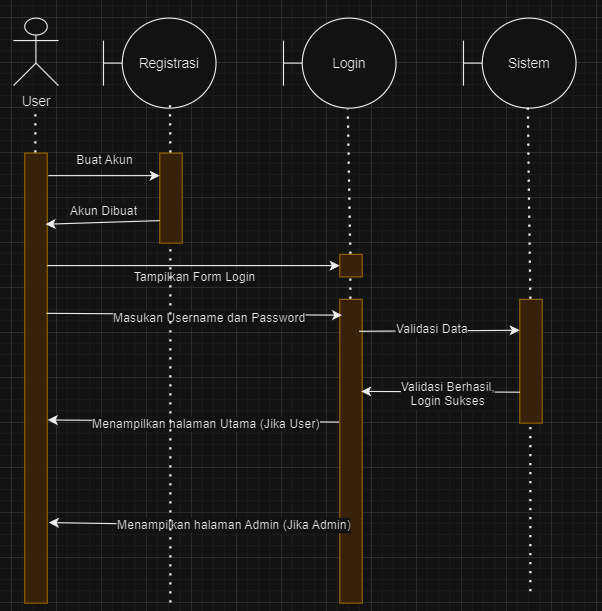 User
Registrasi
Login
Sistem
Buat Akun
Akun Dibuat
Tampilkan Form Login
Masukan Username dan Password
Validasi Data
Validasi Berhasil,
Login Sukses
Menampilkan halaman Utama (Jika User)
Menampilkan halaman Admin (Jika Admin)